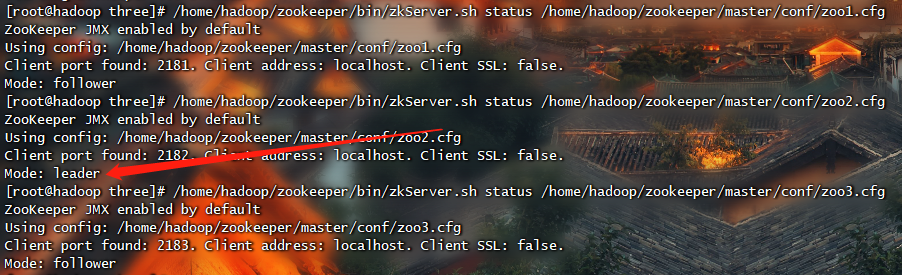 [root@hadoop three]# /home/hadoop/zookeeper/bin/zkServer.sh status /home/hadoop/zookeeper/master/conf/zoo1.cfg
ZooKeeper JMX enabled by default
Using config: /home/hadoop/zookeeper/master/conf/zoo1.cfg
Client port found: 2181. Client address: localhost. Client SSL: false.
Mode: follower
[root@hadoop three]# /home/hadoop/zookeeper/bin/zkServer.sh status /home/hadoop/zookeeper/master/conf/zoo2.cfg
ZooKeeper JMX enabled by default
Using config: /home/hadoop/zookeeper/master/conf/zoo2.cfg
Client port found: 2182. Client address: localhost. Client SSL: false.
Mode: leader
[root@hadoop three]# /home/hadoop/zookeeper/bin/zkServer.sh status /home/hadoop/zookeeper/master/conf/zoo3.cfg
ZooKeeper JMX enabled by default
Using config: /home/hadoop/zookeeper/master/conf/zoo3.cfg
Client port found: 2183. Client address: localhost. Client SSL: false.
Mode: follower